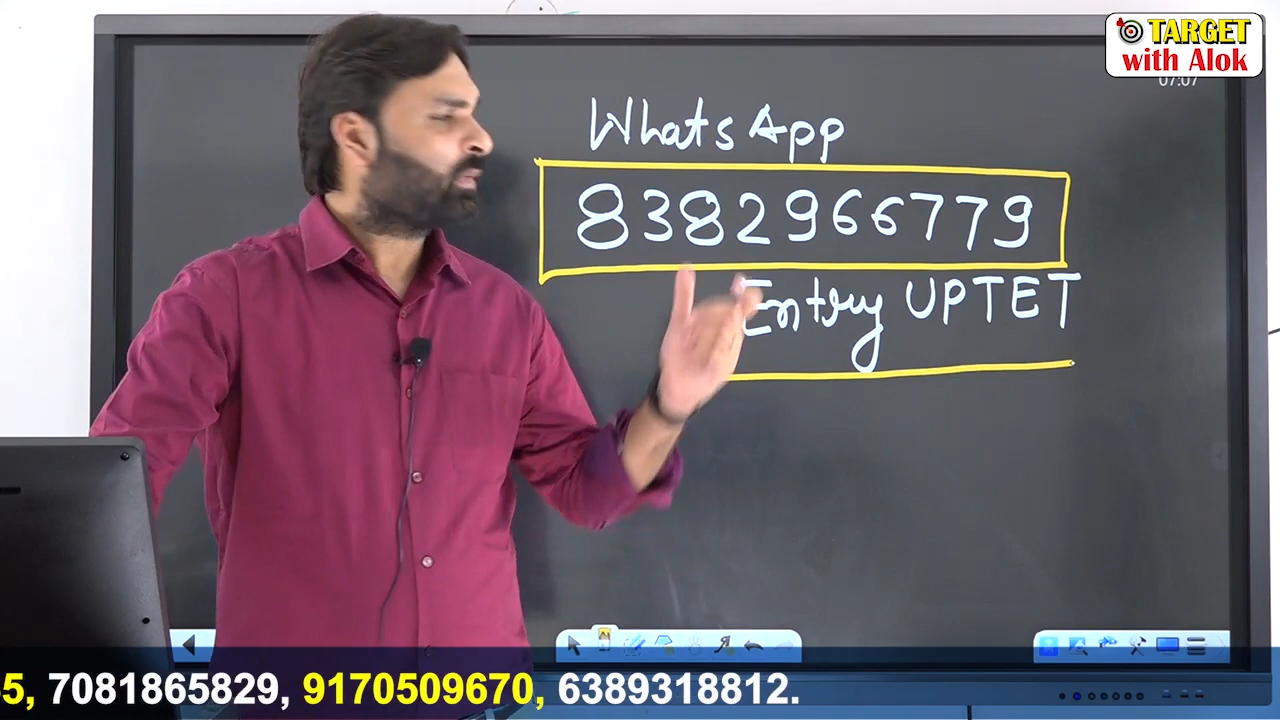 TARGET
with Alok
07:07
WhatsApp
8382966779
Entry UPTET
5, 7081865829, 9170509670, 6389318812.